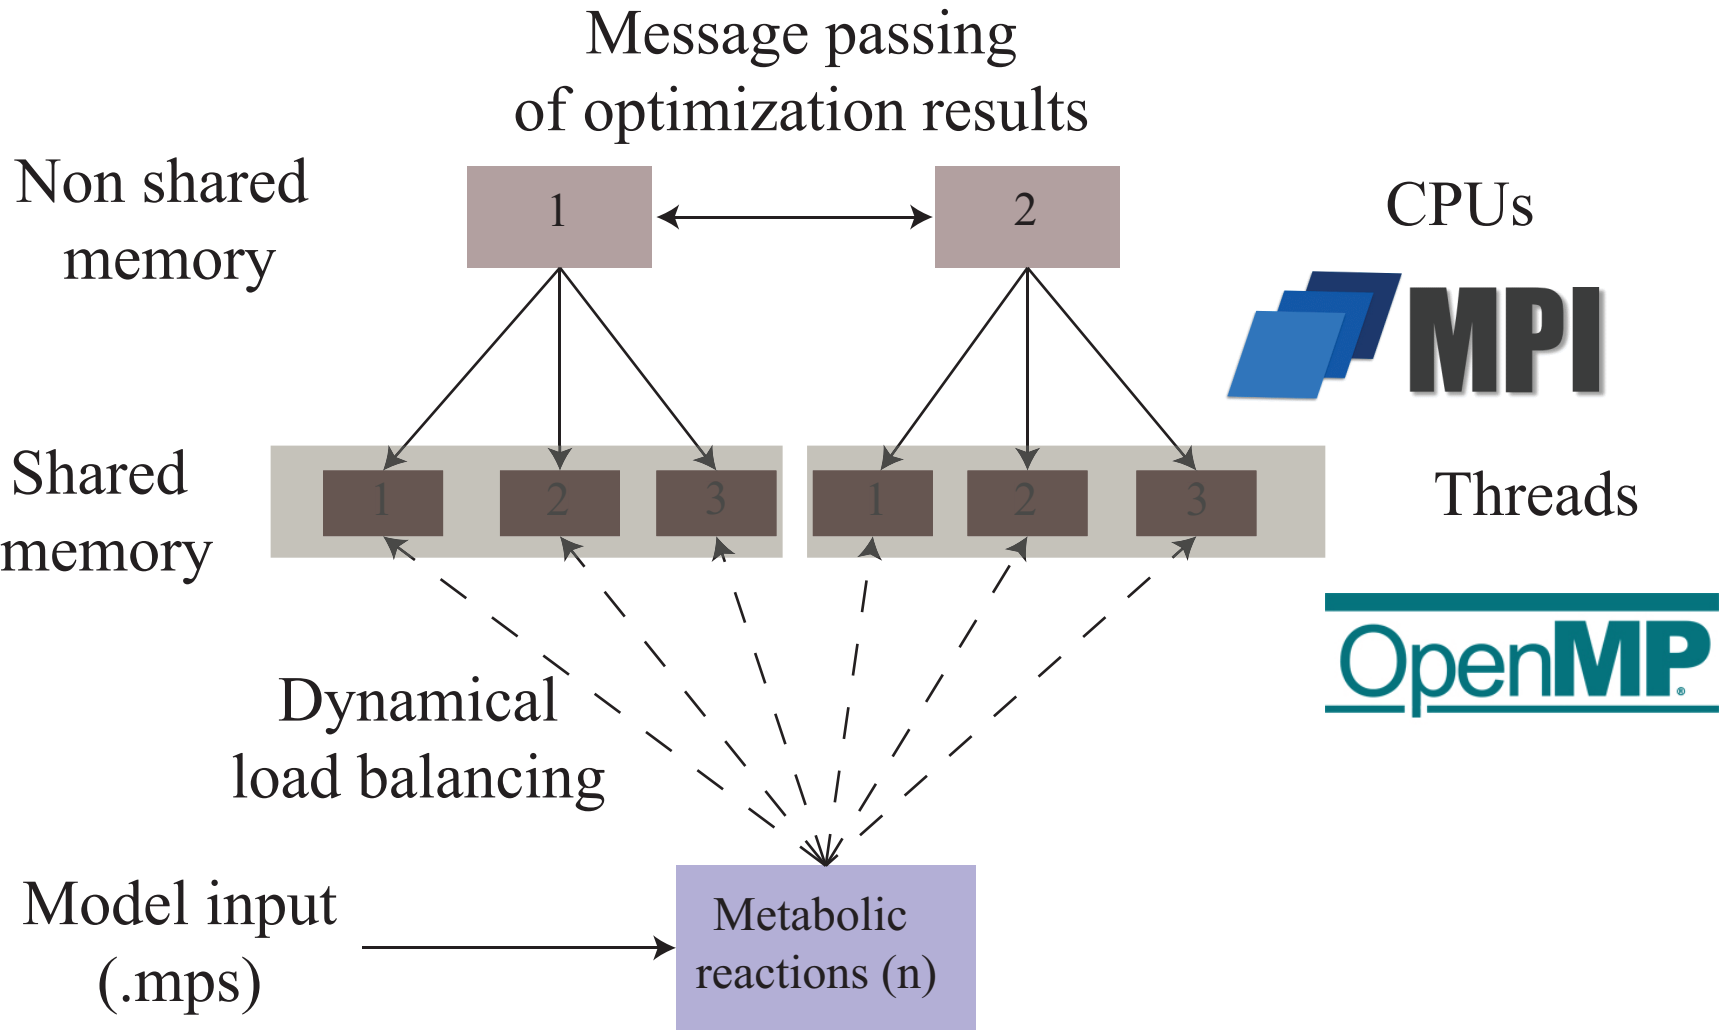 Message passing
of optimization results
Non shared
memory
1
2
CPUs
MPI
Shared
memory
1
2
3
1
2
3
Threads
OpenMP®
Dynamical
load balancing
Model input
(.mps)
Metabolic
reactions (n)